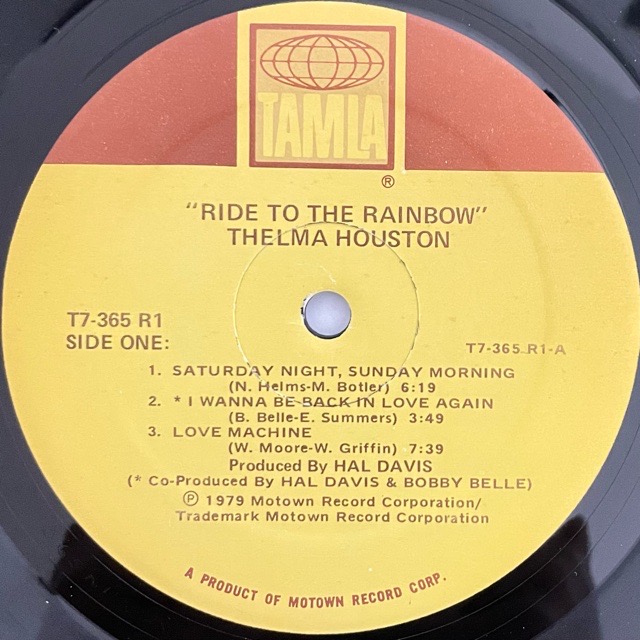 TAMLA
®
"RIDE TO THE RAINBOW"
THELMA HOUSTON
T7-365 R1
SIDE ONE:
T7-365 R1-A
1. SATURDAY NIGHT, SUNDAY MORNING
(N. Helms-M. Botler) 6:19
2. * I WANNA BE BACK IN LOVE AGAIN
(B. Belle-E. Summers) 3:49
3. LOVE MACHINE
(W. Moore-W. Griffin) 7:39
Produced By HAL DAVIS
(* Co-Produced By HAL DAVIS & BOBBY BELLE)
℗ 1979 Motown Record Corporation/
Trademark Motown Record Corporation
A PRODUCT OF MOTOWN RECORD CORP.